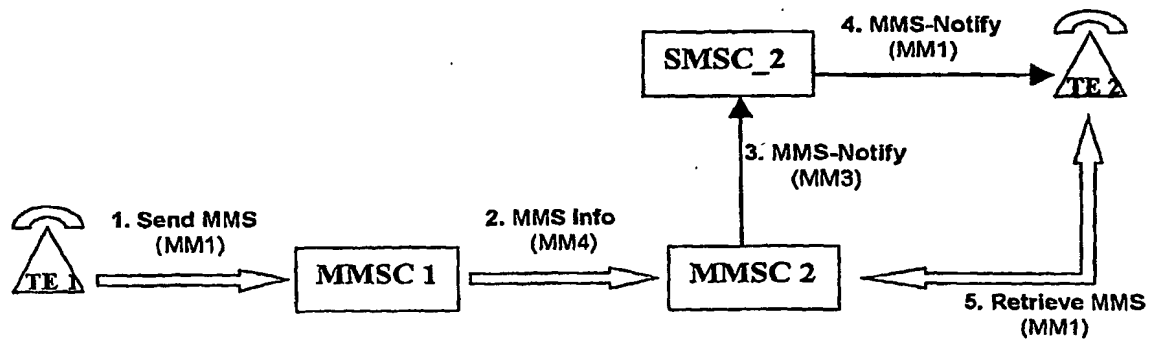 4. MMS-Notify
(MM1)
SMSC_2
TE 2
3. MMS-Notify
(MM3)
1. Send MMS
(MM1)
2. MMS Info
(MM4)
TE 1
MMSC 1
MMSC 2
5. Retrieve MMS
(MM1)